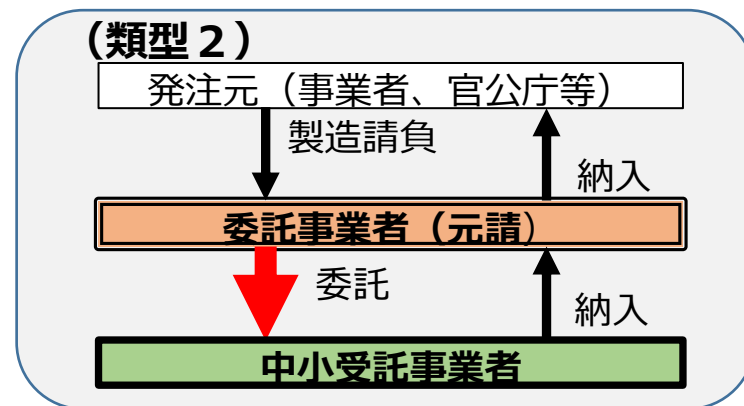 （類型２）
発注元（事業者、官公庁等）
製造請負
納入
委託事業者（元請）
委託
納入
中小受託事業者